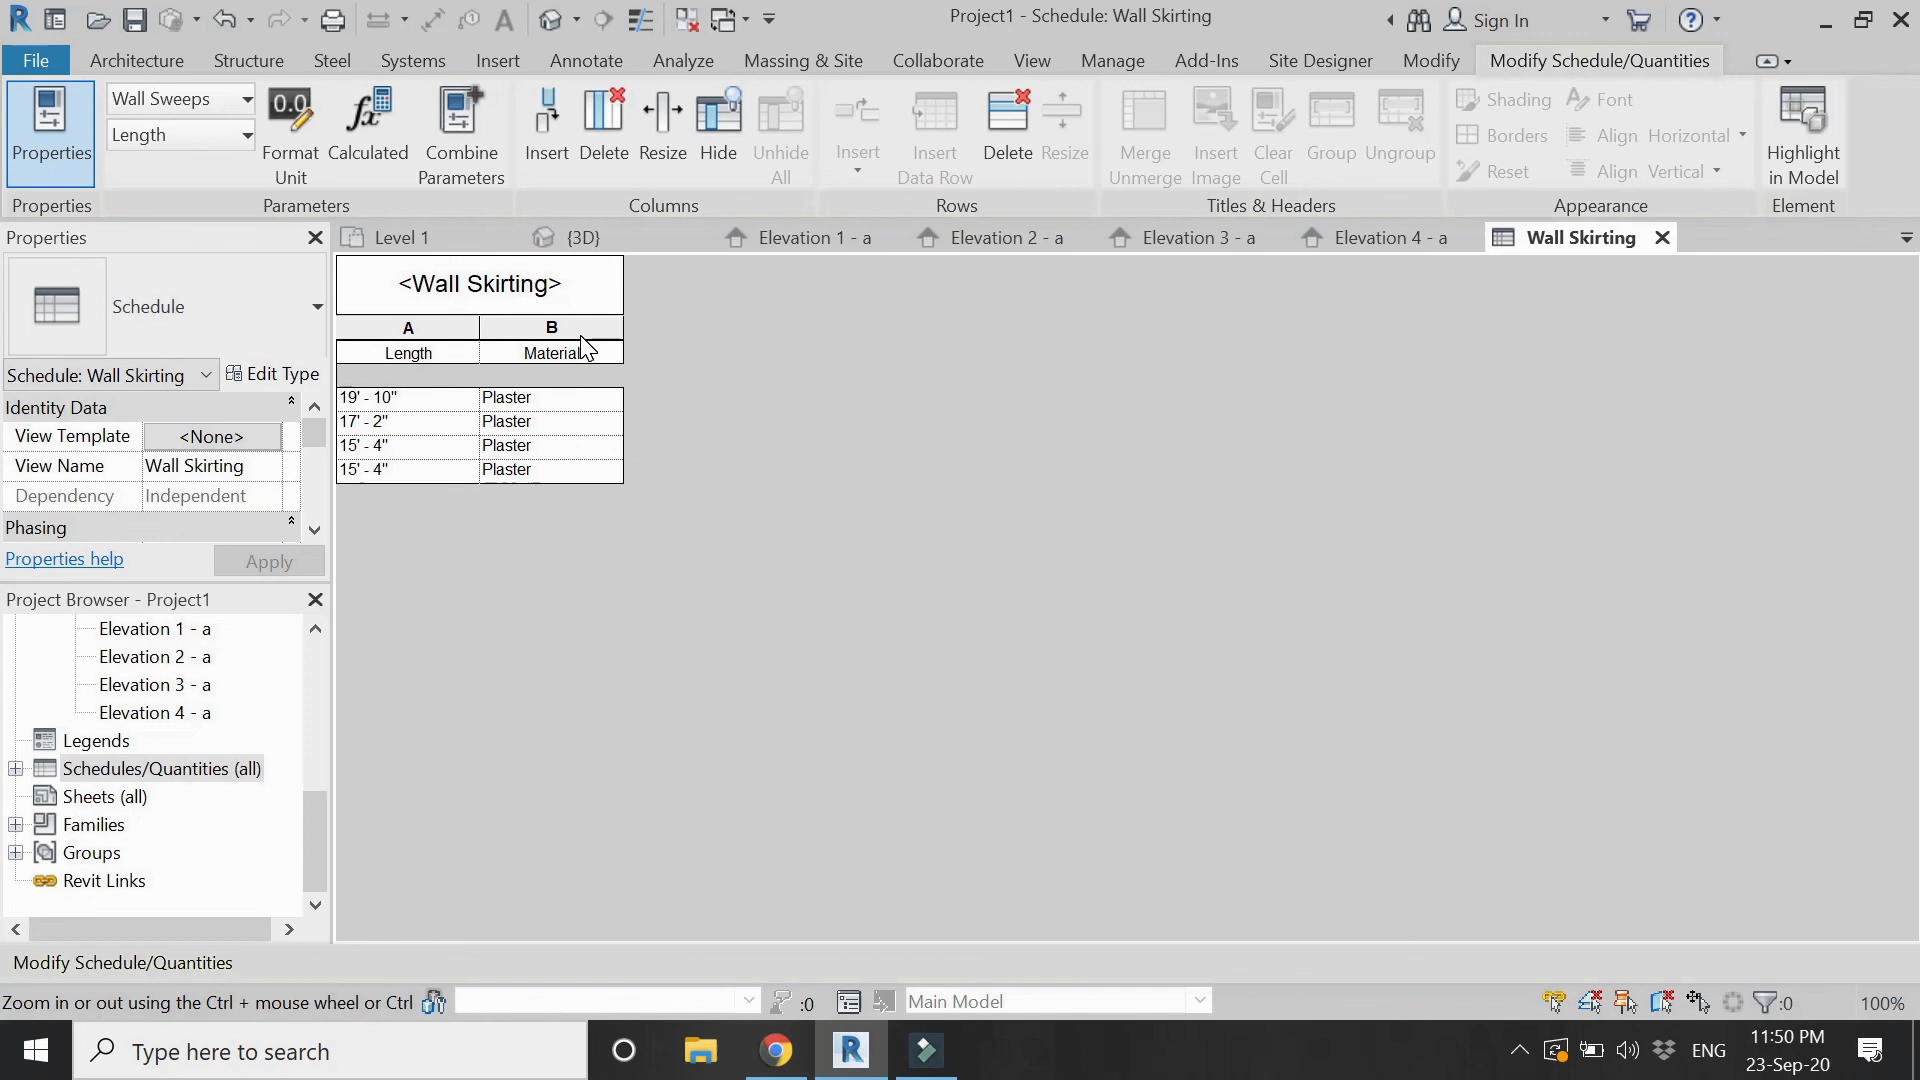 Project1 - Schedule: Wall Skirting
Sign In
File Architecture Structure Steel Systems Insert Annotate Analyze Massing & Site Collaborate View Manage Add-Ins Site Designer Modify Modify Schedule/Quantities
Properties
Wall Sweeps
Length
0.0
Format
Unit
Calculated
Combine
Parameters
Insert
Delete
Resize
Hide
Unhide
All
Insert
Insert
Data Row
Delete
Resize
Merge
Unmerge
Insert
Image
Clear
Cell
Group
Ungroup
Shading
Font
Borders
Align Horizontal
Reset
Align Vertical
Highlight
in Model
Properties Parameters Columns Rows Titles & Headers Appearance Element
Properties
Level 1 {3D} Elevation 1 - a Elevation 2 - a Elevation 3 - a Elevation 4 - a Wall Skirting
Schedule
Schedule: Wall Skirting Edit Type
Identity Data
View Template <None>
View Name Wall Skirting
Dependency Independent
Phasing
Properties help Apply
<Wall Skirting>
A B
Length Material
19' - 10" Plaster
17' - 2" Plaster
15' - 4" Plaster
15' - 4" Plaster
Project Browser - Project1
Elevation 1 - a
Elevation 2 - a
Elevation 3 - a
Elevation 4 - a
Legends
Schedules/Quantities (all)
Sheets (all)
Families
Groups
Revit Links
Modify Schedule/Quantities
Zoom in or out using the Ctrl + mouse wheel or Ctrl
:0
Main Model
:0
100%
Type here to search
ENG
11:50 PM
23-Sep-20